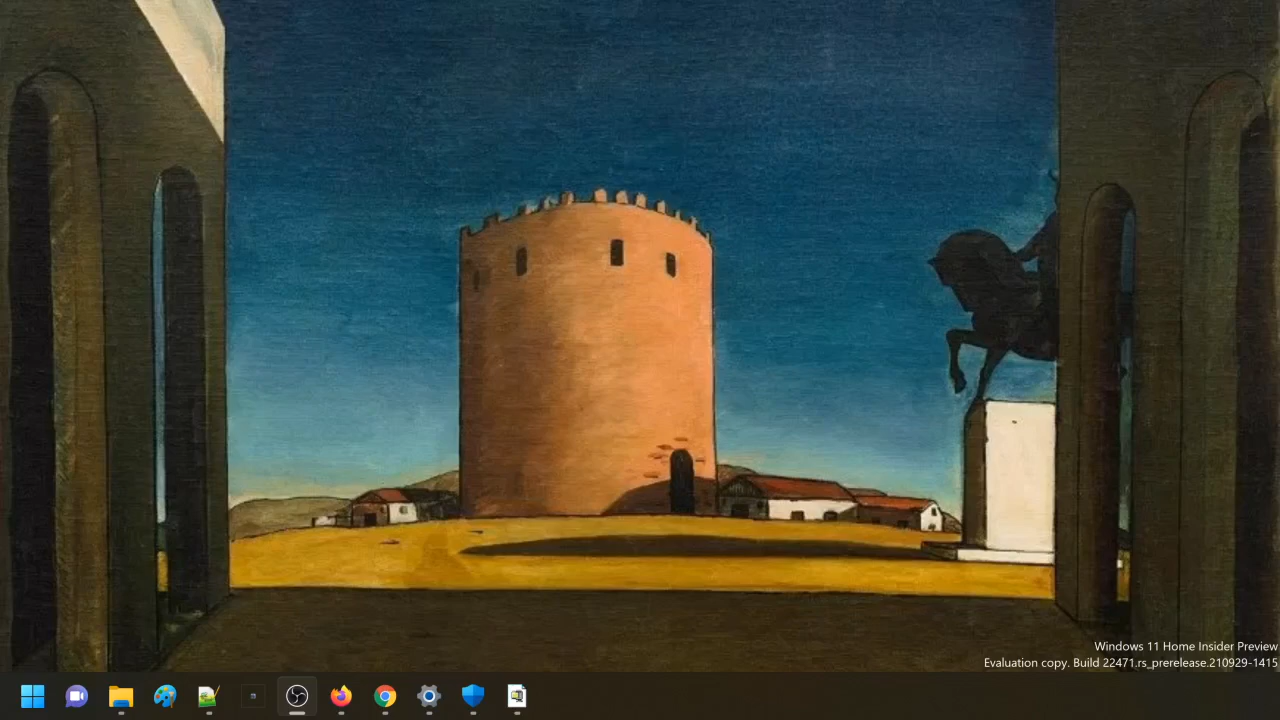 Windows 11 Home Insider Preview
Evaluation copy. Build 22471.rs_prerelease.210929-1415